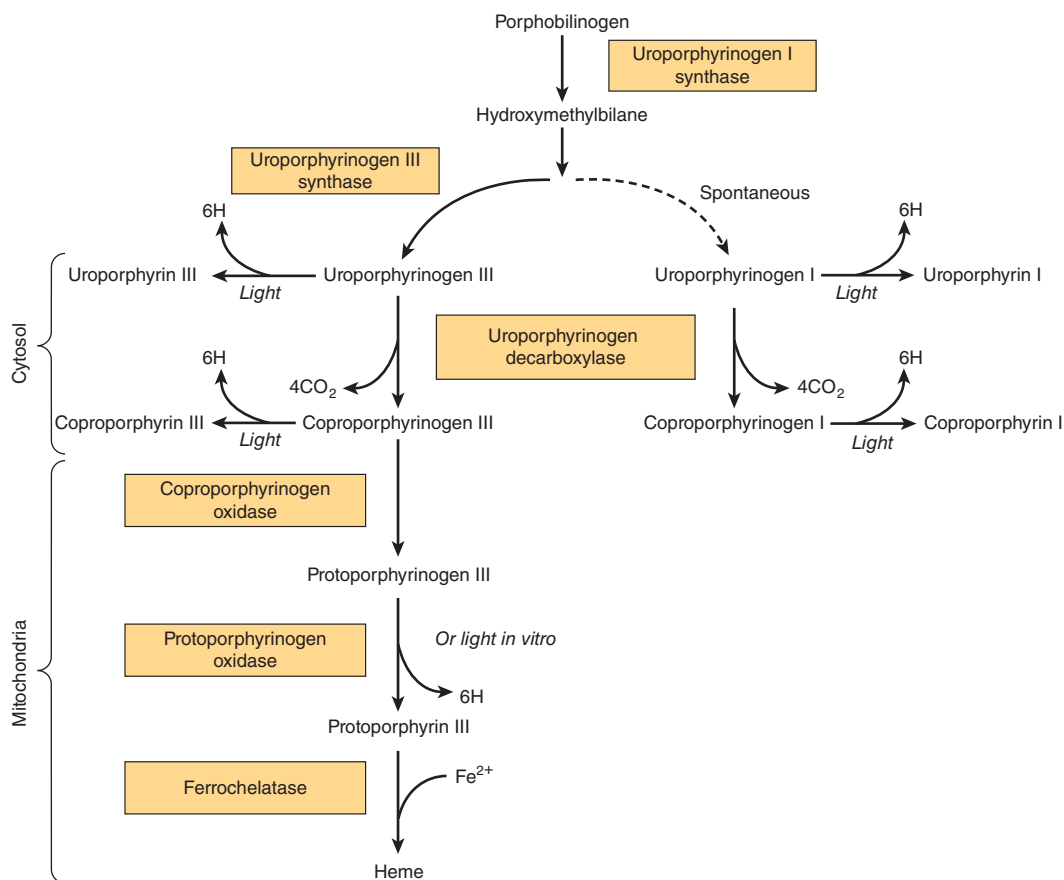 Porphobilinogen
Uroporphyrinogen I
synthase
Hydroxymethylbilane
Uroporphyrinogen III
synthase
Spontaneous
6H
6H
Uroporphyrin III
Light
Uroporphyrinogen III
Uroporphyrinogen I
Light
Uroporphyrin I
Cytosol
Uroporphyrinogen
decarboxylase
6H
4CO₂
4CO₂
6H
Coproporphyrin III
Light
Coproporphyrinogen III
Coproporphyrinogen I
Light
Coproporphyrin I
Coproporphyrinogen
oxidase
Protoporphyrinogen III
Mitochondria
Protoporphyrinogen
oxidase
Or light in vitro
6H
Protoporphyrin III
Ferrochelatase
Fe²⁺
Heme